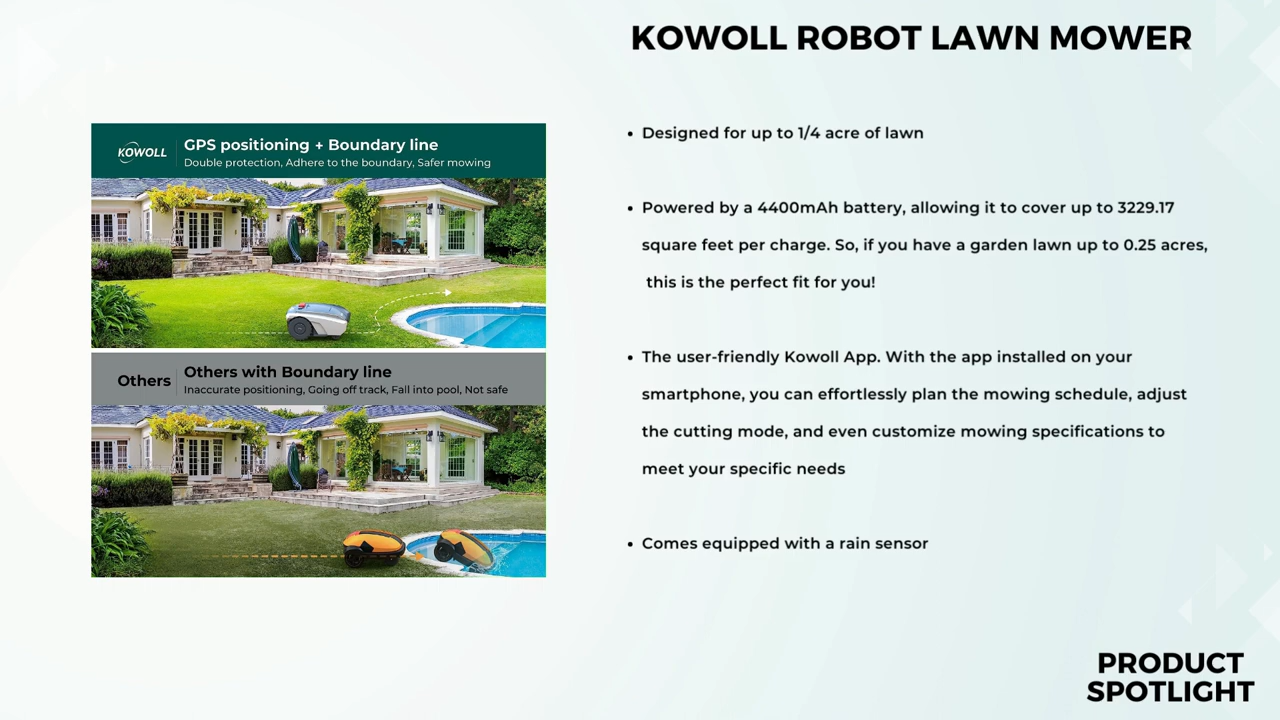 KOWOLL ROBOT LAWN MOWER
KOWOLL
GPS positioning + Boundary line
Double protection, Adhere to the boundary, Safer mowing
Others
Others with Boundary line
Inaccurate positioning, Going off track, Fall into pool, Not safe
• Designed for up to 1/4 acre of lawn
• Powered by a 4400mAh battery, allowing it to cover up to 3229.17
square feet per charge. So, if you have a garden lawn up to 0.25 acres,
this is the perfect fit for you!
• The user-friendly Kowoll App. With the app installed on your
smartphone, you can effortlessly plan the mowing schedule, adjust
the cutting mode, and even customize mowing specifications to
meet your specific needs
• Comes equipped with a rain sensor
PRODUCT
SPOTLIGHT